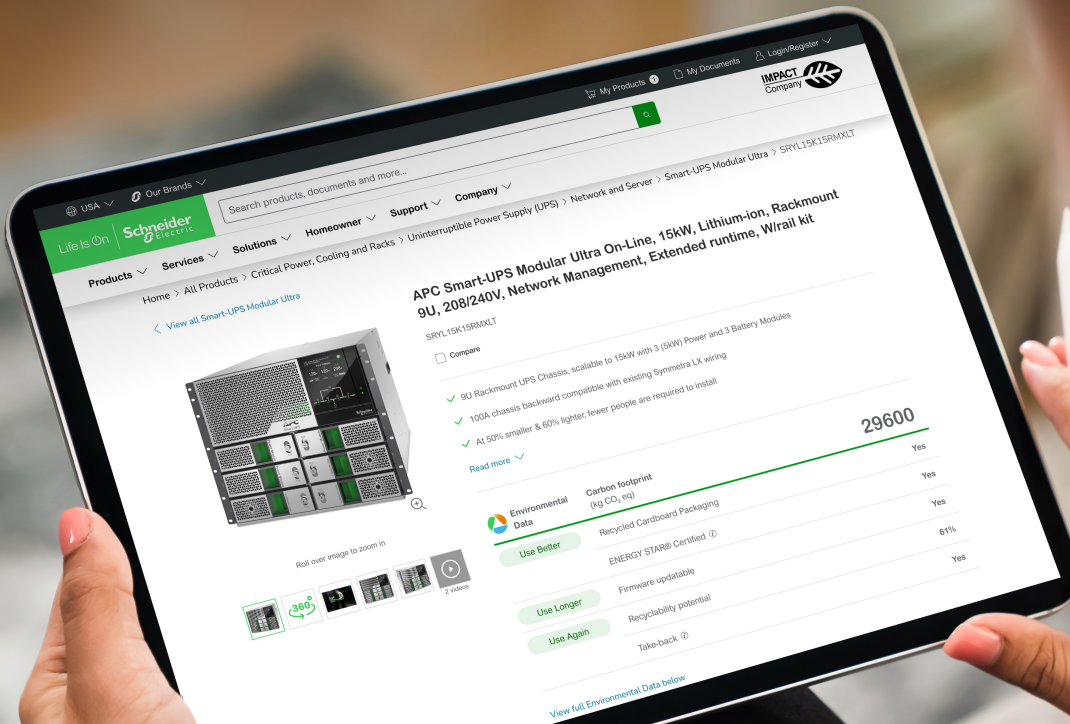 USA
Our Brands
My Products 1
My Documents
Login/Register
Life Is On
Schneider
Electric
Search products, documents and more...
IMPACT
Company
Products
Services
Solutions
Homeowner
Support
Company
Home > All Products > Critical Power, Cooling and Racks > Uninterruptible Power Supply (UPS) > Network and Server > Smart-UPS Modular Ultra > SRYL15K15RMXLT
View all Smart-UPS Modular Ultra
APC
Roll over image to zoom in
360°
2 videos
APC Smart-UPS Modular Ultra On-Line, 15kW, Lithium-ion, Rackmount
9U, 208/240V, Network Management, Extended runtime, W/rail kit
SRYL15K15RMXLT
Compare
9U Rackmount UPS Chassis, scalable to 15kW with 3 (5kW) Power and 3 Battery Modules
100A chassis backward compatible with existing Symmetra LX wiring
At 50% smaller & 60% lighter, fewer people are required to install
Read more
Environmental
Data
Carbon footprint
(kg CO₂ eq)
29600
Use Better
Recycled Cardboard Packaging
Yes
ENERGY STAR® Certified
Yes
Use Longer
Firmware updatable
Yes
Use Again
Recyclability potential
61%
Take-back
Yes
View full Environmental Data below